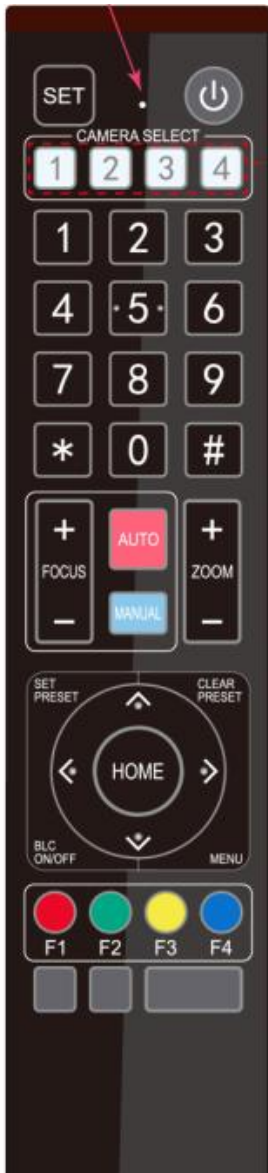 SET
CAMERA SELECT
1 2 3 4
1 2 3
4 5 6
7 8 9
* 0 #
+ AUTO +
FOCUS ZOOM
– MANUAL –
SET PRESET CLEAR PRESET
HOME
BLC ON/OFF MENU
F1 F2 F3 F4